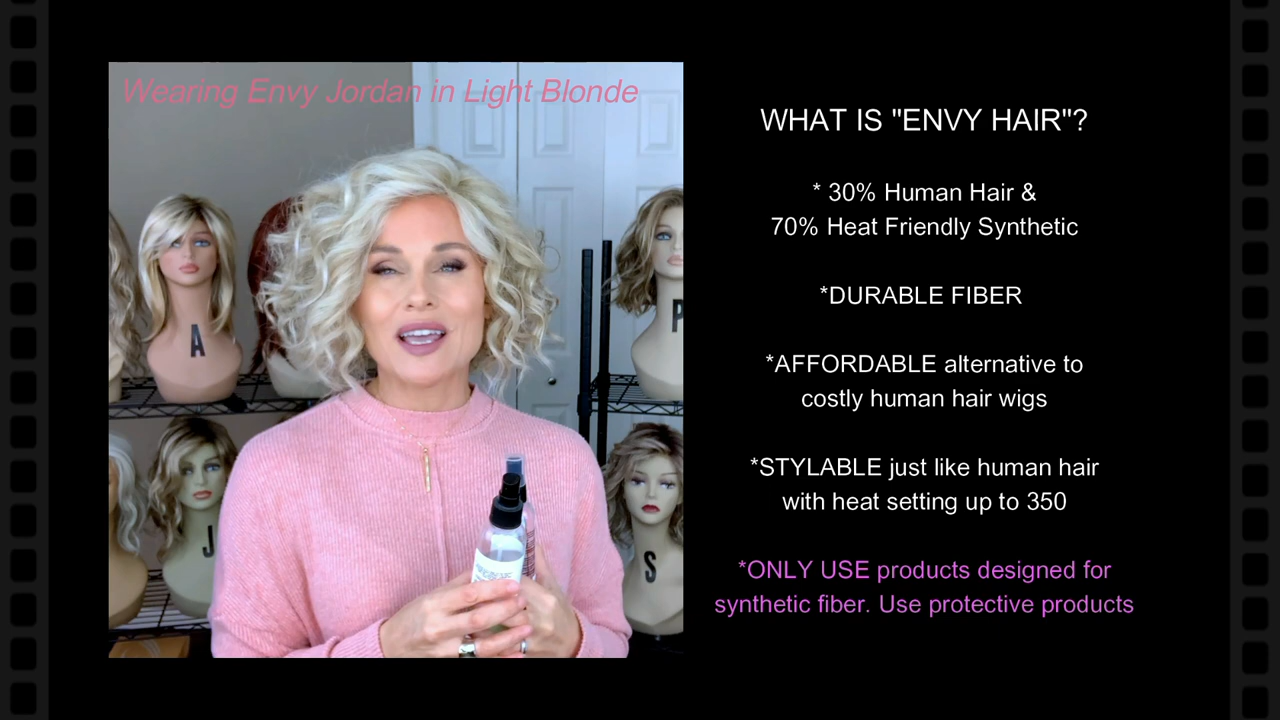 Wearing Envy Jordan in Light Blonde
WHAT IS "ENVY HAIR"?
* 30% Human Hair &
70% Heat Friendly Synthetic
*DURABLE FIBER
*AFFORDABLE alternative to
costly human hair wigs
*STYLABLE just like human hair
with heat setting up to 350
*ONLY USE products designed for
synthetic fiber. Use protective products
A
P
J
S